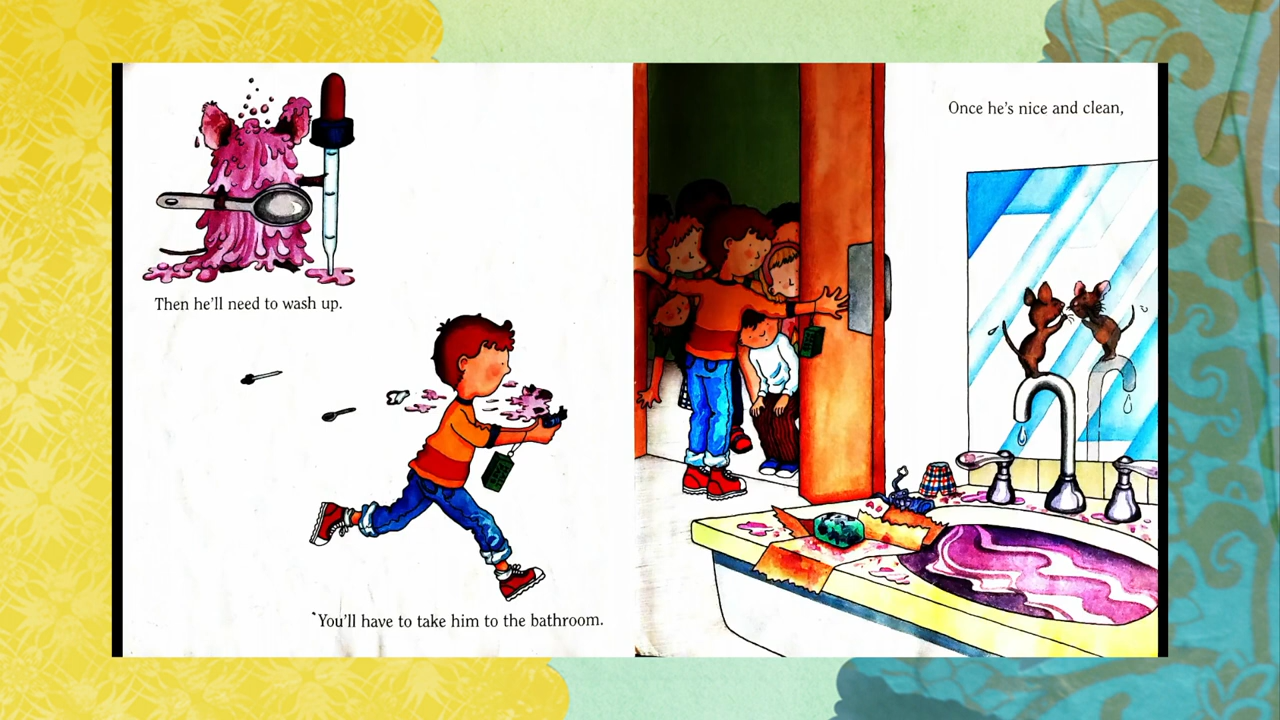 Then he'll need to wash up.
You'll have to take him to the bathroom.
Once he's nice and clean,